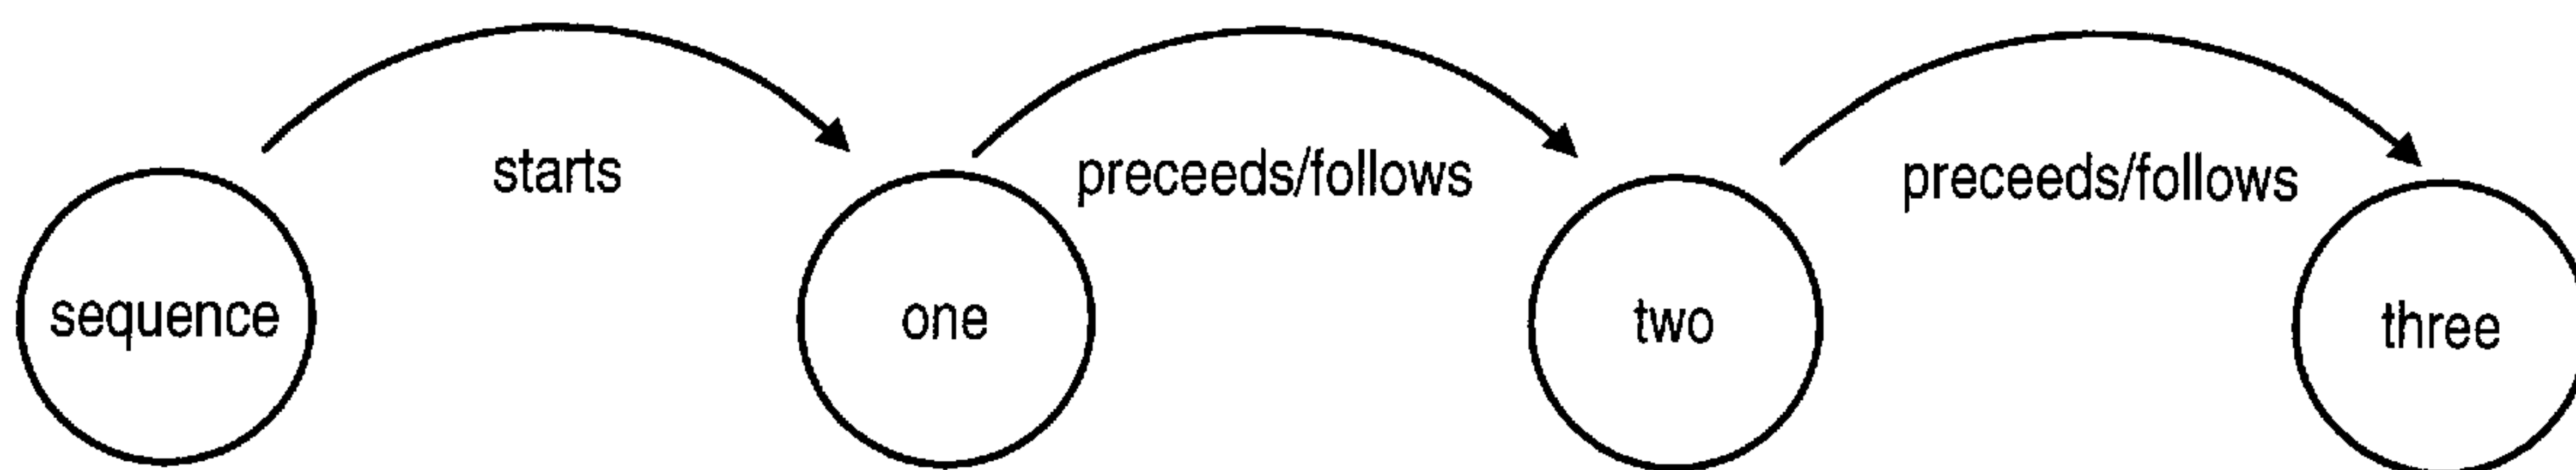 starts
preceeds/follows
preceeds/follows
sequence
one
two
three